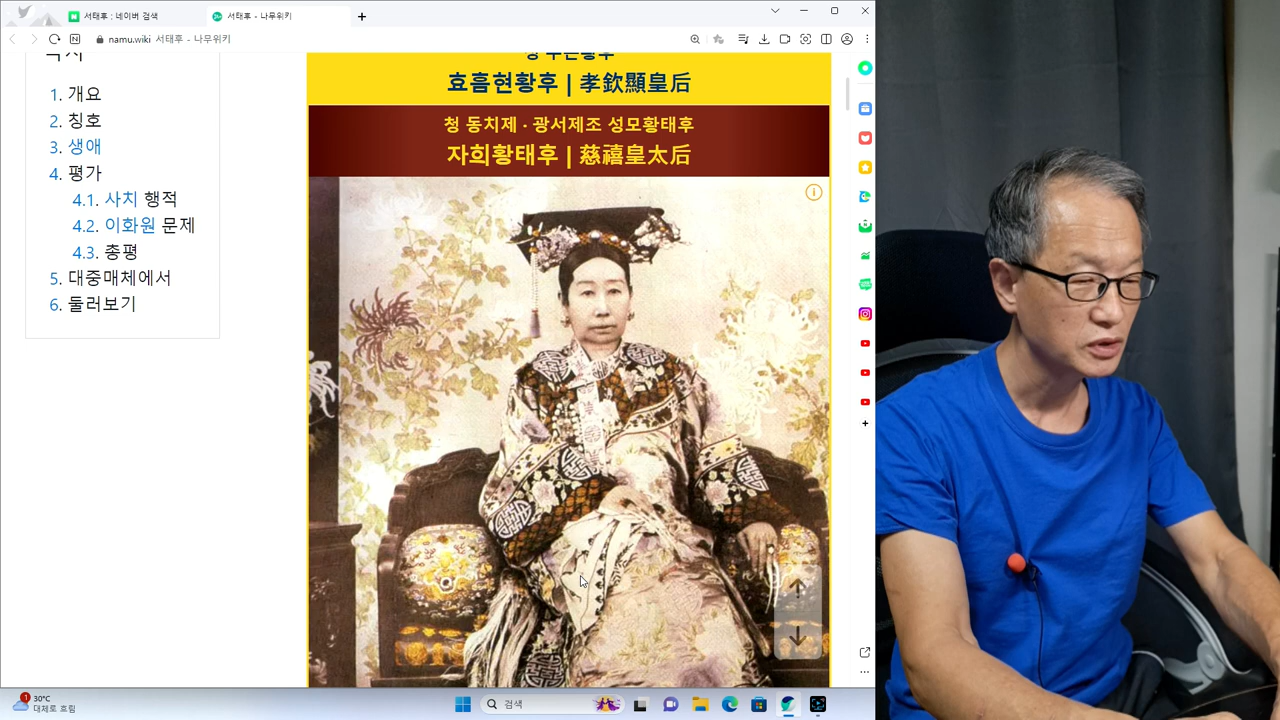 서태후 : 네이버 검색
서태후 - 나무위키
namu.wiki 서태후 - 나무위키
1. 개요
2. 칭호
3. 생애
4. 평가
4.1. 사치 행적
4.2. 이화원 문제
4.3. 총평
5. 대중매체에서
6. 둘러보기
효흠현황후 | 孝欽顯皇后
청 동치제 · 광서제조 성모황태후
자희황태후 | 慈禧皇太后
1
30°C
대체로 흐림
검색